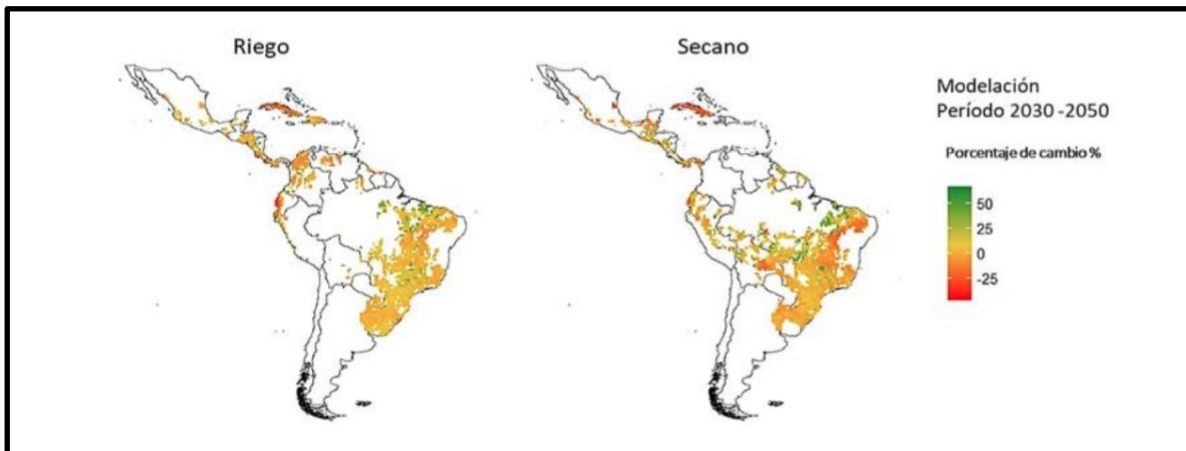 Riego
Secano
Modelación
Período 2030 -2050
Porcentaje de cambio %
50
25
0
-25